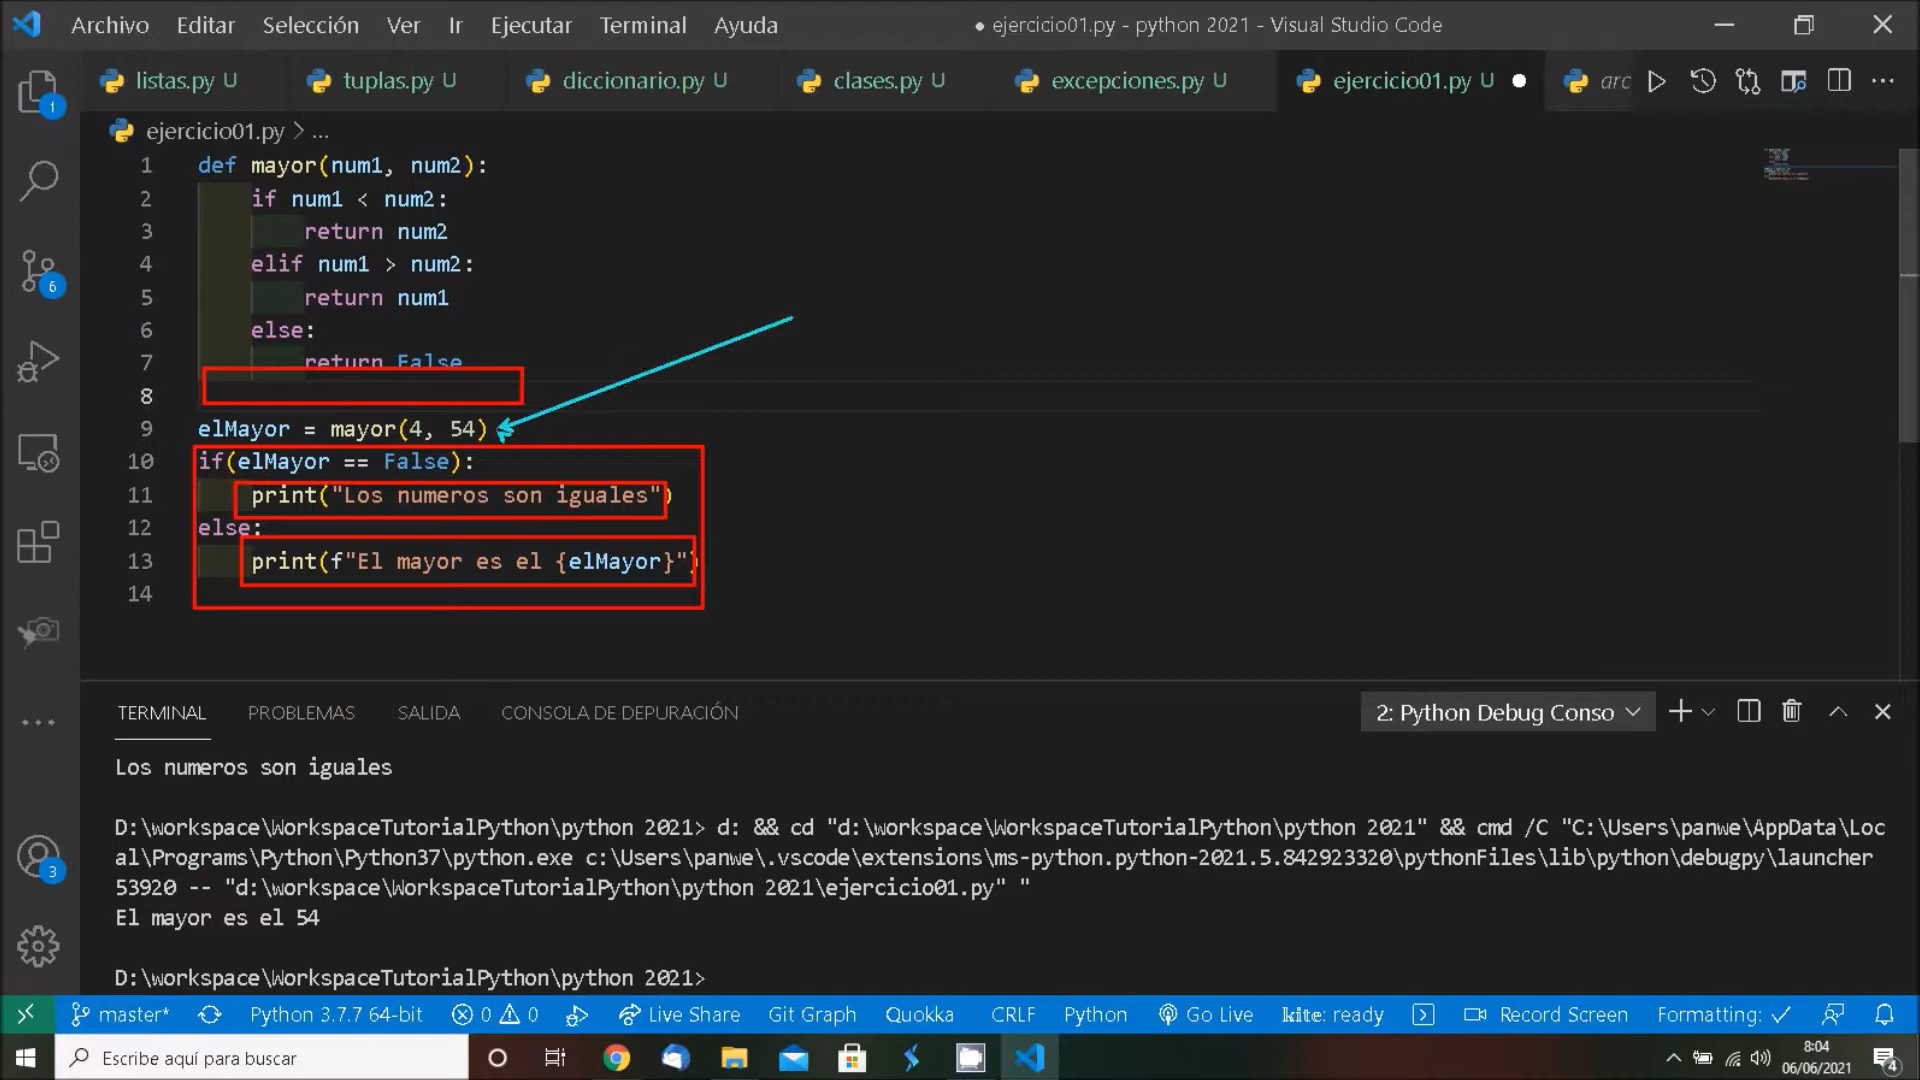 Archivo Editar Selección Ver Ir Ejecutar Terminal Ayuda ● ejercicio01.py - python 2021 - Visual Studio Code
listas.py U tuplas.py U diccionario.py U clases.py U excepciones.py U ejercicio01.py U arc
ejercicio01.py > ...
1 def mayor(num1, num2):
2 if num1 < num2:
3 return num2
4 elif num1 > num2:
5 return num1
6 else:
7 return False
8
9 elMayor = mayor(4, 54)
10 if(elMayor == False):
11 print("Los numeros son iguales")
12 else:
13 print(f"El mayor es el {elMayor}")
14
1
6
3
TERMINAL PROBLEMAS SALIDA CONSOLA DE DEPURACIÓN 2: Python Debug Conso
Los numeros son iguales
D:\workspace\WorkspaceTutorialPython\python 2021> d: && cd "d:\workspace\WorkspaceTutorialPython\python 2021" && cmd /C "C:\Users\panwe\AppData\Loc
al\Programs\Python\Python37\python.exe c:\Users\panwe\.vscode\extensions\ms-python.python-2021.5.842923320\pythonFiles\lib\python\debugpy\launcher
53920 -- "d:\workspace\WorkspaceTutorialPython\python 2021\ejercicio01.py" "
El mayor es el 54
D:\workspace\WorkspaceTutorialPython\python 2021>
master* Python 3.7.7 64-bit 0 0 Live Share Git Graph Quokka CRLF Python Go Live kite: ready Record Screen Formatting: ✓
Escribe aquí para buscar
8:04
06/06/2021
4